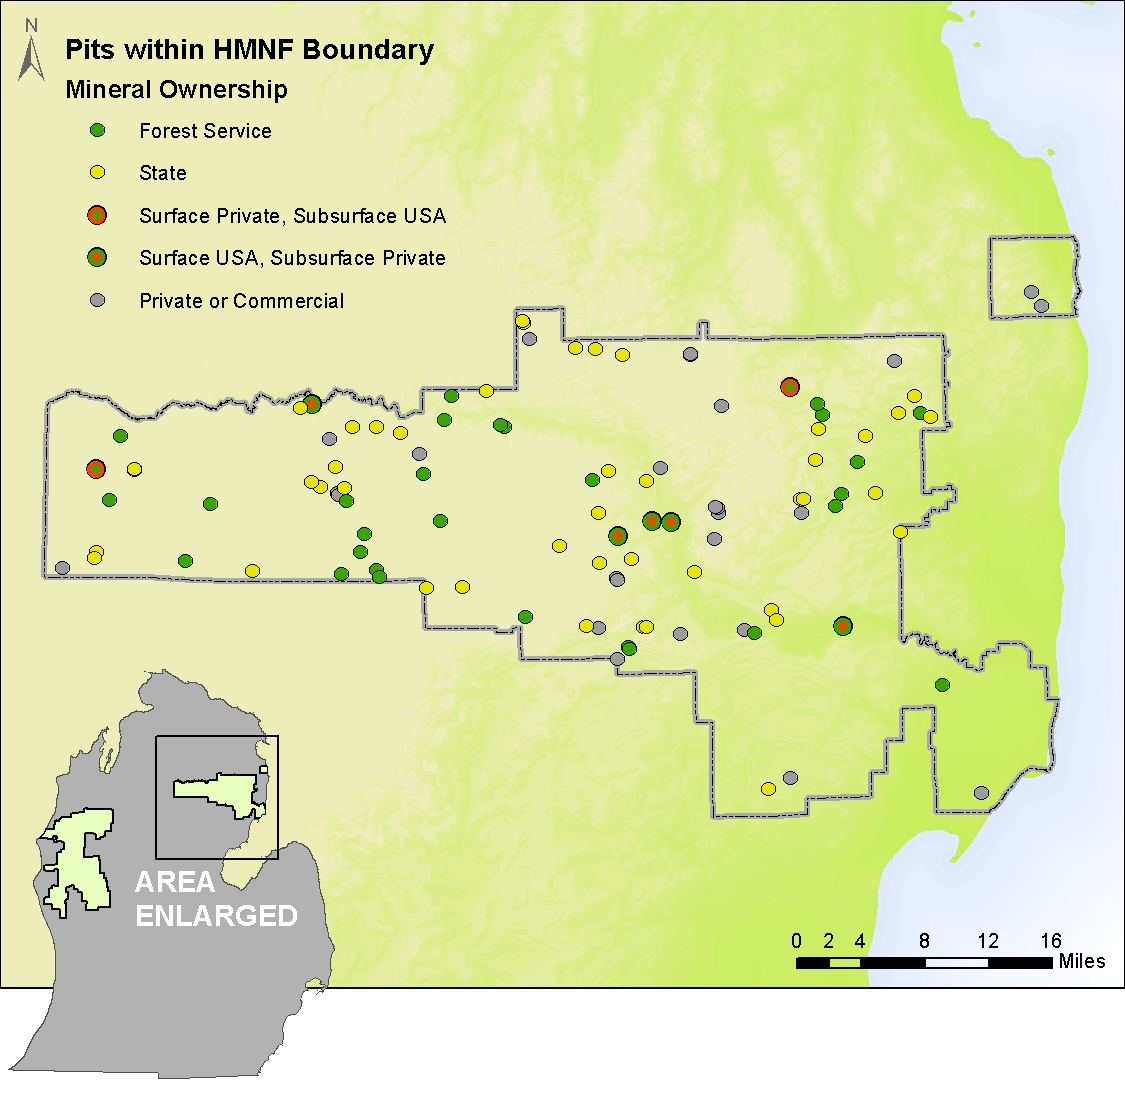 N
Pits within HMNF Boundary
Mineral Ownership
Forest Service
State
Surface Private, Subsurface USA
Surface USA, Subsurface Private
Private or Commercial
AREA
ENLARGED
0 2 4 8 12 16
Miles